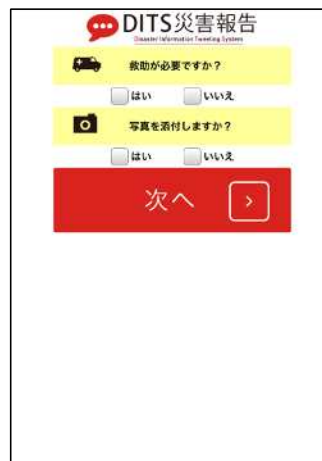 DITS災害報告
Disaster Information Tweeting System
救助が必要ですか？
はい いいえ
写真を添付しますか？
はい いいえ
次へ